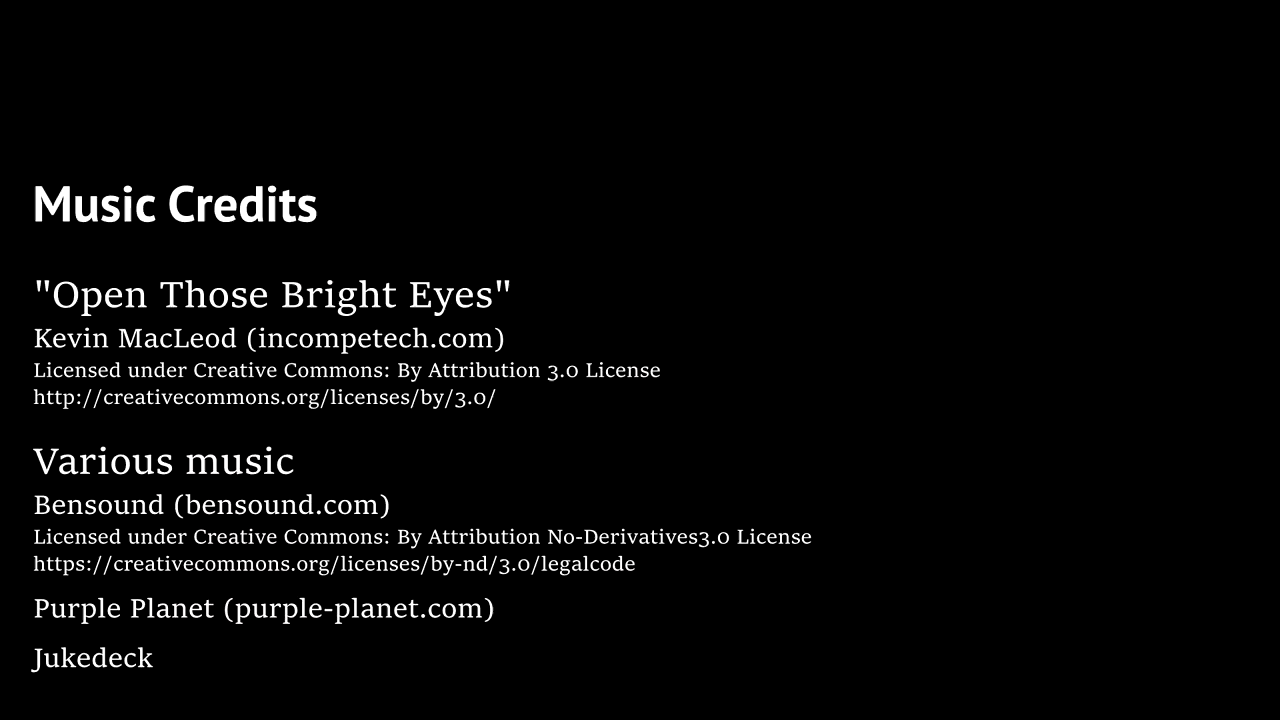 Music Credits
"Open Those Bright Eyes"
Kevin MacLeod (incompetech.com)
Licensed under Creative Commons: By Attribution 3.0 License
http://creativecommons.org/licenses/by/3.0/
Various music
Bensound (bensound.com)
Licensed under Creative Commons: By Attribution No-Derivatives3.0 License
https://creativecommons.org/licenses/by-nd/3.0/legalcode
Purple Planet (purple-planet.com)
Jukedeck